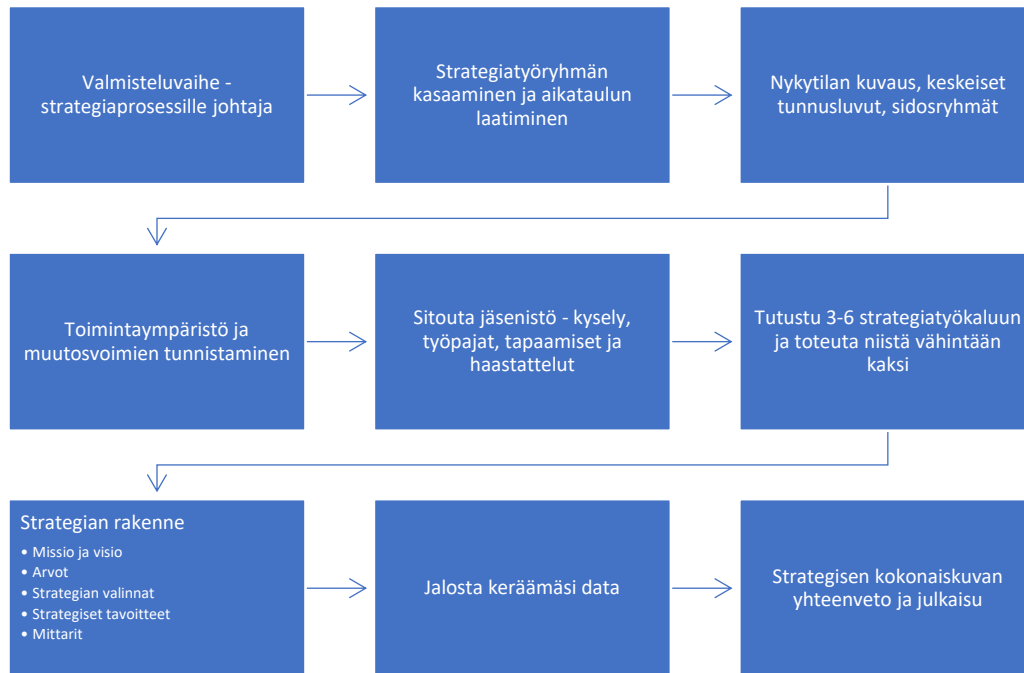 Valmisteluvaihe -
strategiaprosessille johtaja
Strategiatyöryhmän
kasaaminen ja aikataulun
laatiminen
Nykytilan kuvaus, keskeiset
tunnusluvut, sidosryhmät
Toimintaympäristö ja
muutosvoimien tunnistaminen
Sitouta jäsenistö - kysely,
työpajat, tapaamiset ja
haastattelut
Tutustu 3-6 strategiatyökaluun
ja toteuta niistä vähintään
kaksi
Strategian rakenne
• Missio ja visio
• Arvot
• Strategian valinnat
• Strategiset tavoitteet
• Mittarit
Jalosta keräämäsi data
Strategisen kokonaiskuvan
yhteenveto ja julkaisu